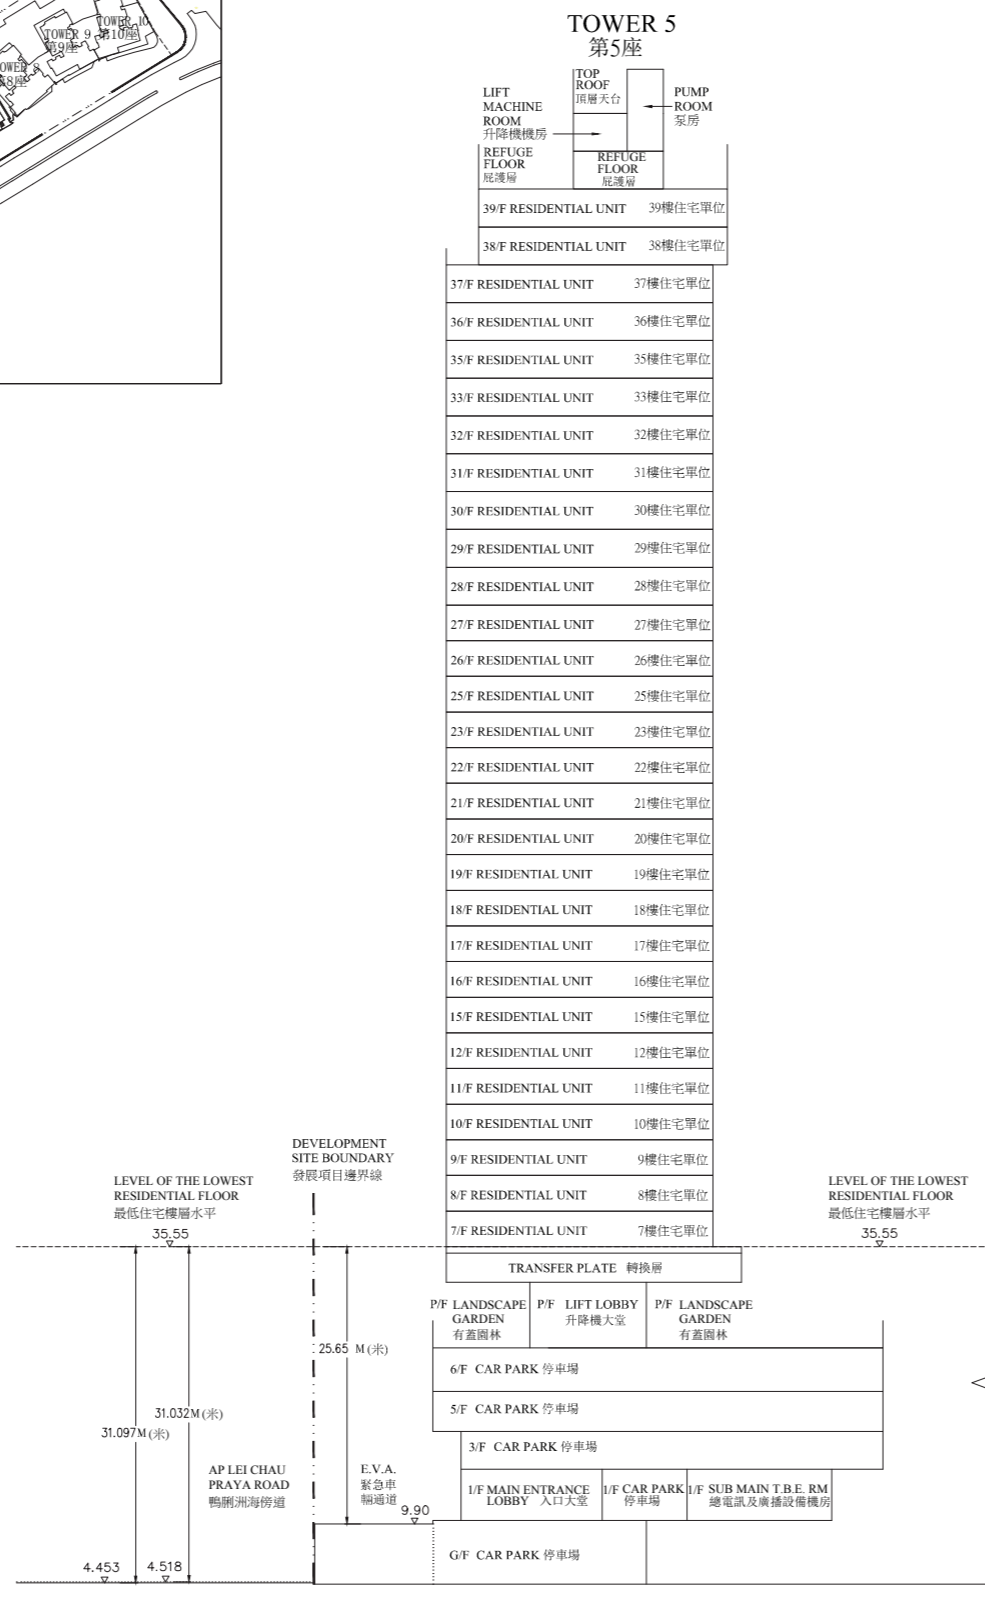 TOWER 10
第10座
TOWER 9
第9座
TOWER 8
第8座
TOWER 5
第5座
TOP
ROOF
頂層天台
LIFT
MACHINE
ROOM
升降機機房
PUMP
ROOM
泵房
REFUGE
FLOOR
庇護層
REFUGE
FLOOR
庇護層
39/F RESIDENTIAL UNIT 39樓住宅單位
38/F RESIDENTIAL UNIT 38樓住宅單位
37/F RESIDENTIAL UNIT 37樓住宅單位
36/F RESIDENTIAL UNIT 36樓住宅單位
35/F RESIDENTIAL UNIT 35樓住宅單位
33/F RESIDENTIAL UNIT 33樓住宅單位
32/F RESIDENTIAL UNIT 32樓住宅單位
31/F RESIDENTIAL UNIT 31樓住宅單位
30/F RESIDENTIAL UNIT 30樓住宅單位
29/F RESIDENTIAL UNIT 29樓住宅單位
28/F RESIDENTIAL UNIT 28樓住宅單位
27/F RESIDENTIAL UNIT 27樓住宅單位
26/F RESIDENTIAL UNIT 26樓住宅單位
25/F RESIDENTIAL UNIT 25樓住宅單位
23/F RESIDENTIAL UNIT 23樓住宅單位
22/F RESIDENTIAL UNIT 22樓住宅單位
21/F RESIDENTIAL UNIT 21樓住宅單位
20/F RESIDENTIAL UNIT 20樓住宅單位
19/F RESIDENTIAL UNIT 19樓住宅單位
18/F RESIDENTIAL UNIT 18樓住宅單位
17/F RESIDENTIAL UNIT 17樓住宅單位
16/F RESIDENTIAL UNIT 16樓住宅單位
15/F RESIDENTIAL UNIT 15樓住宅單位
12/F RESIDENTIAL UNIT 12樓住宅單位
11/F RESIDENTIAL UNIT 11樓住宅單位
10/F RESIDENTIAL UNIT 10樓住宅單位
9/F RESIDENTIAL UNIT 9樓住宅單位
8/F RESIDENTIAL UNIT 8樓住宅單位
7/F RESIDENTIAL UNIT 7樓住宅單位
DEVELOPMENT
SITE BOUNDARY
發展項目邊界線
LEVEL OF THE LOWEST
RESIDENTIAL FLOOR
最低住宅樓層水平
35.55
LEVEL OF THE LOWEST
RESIDENTIAL FLOOR
最低住宅樓層水平
35.55
TRANSFER PLATE 轉換層
P/F LANDSCAPE
GARDEN
有蓋園林
P/F LIFT LOBBY
升降機大堂
P/F LANDSCAPE
GARDEN
有蓋園林
25.65 M(米)
6/F CAR PARK 停車場
5/F CAR PARK 停車場
31.032M(米)
31.097M(米)
3/F CAR PARK 停車場
AP LEI CHAU
PRAYA ROAD
鴨脷洲海傍道
E.V.A.
緊急車
輛通道
9.90
1/F MAIN ENTRANCE
LOBBY 入口大堂
1/F CAR PARK
停車場
1/F SUB MAIN T.B.E. RM
總電訊及廣播設備機房
G/F CAR PARK 停車場
4.453
4.518